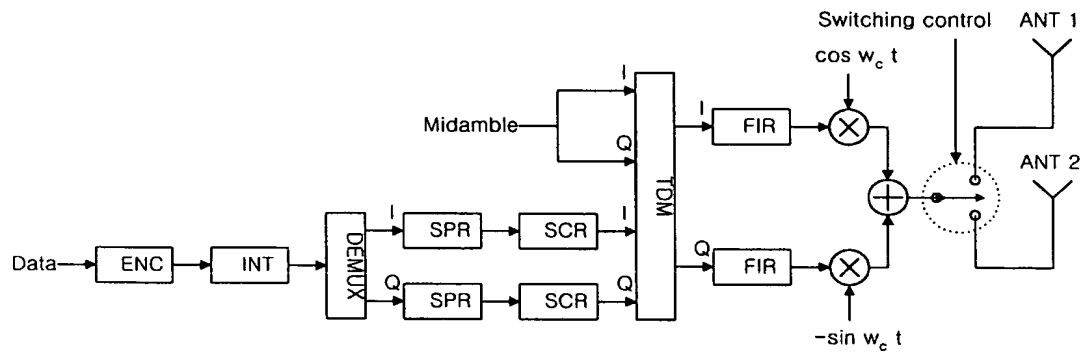 Switching control
ANT 1
cos w_c t
I
Midamble
I
FIR
Q
TDM
ANT 2
I
SPR
SCR
I
DEMUX
Data
ENC
INT
Q
SPR
SCR
Q
Q
FIR
-sin w_c t